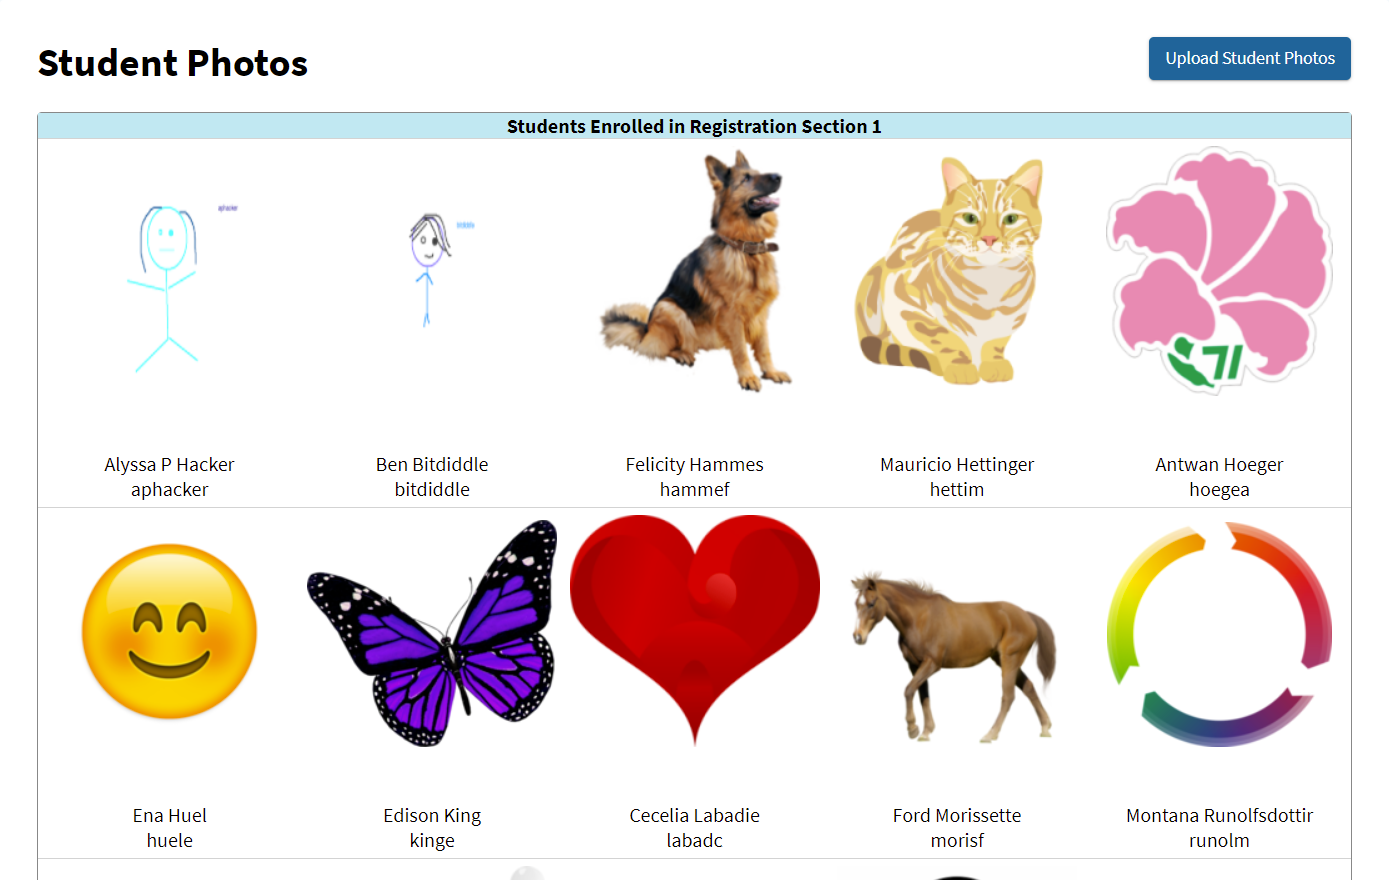 Student Photos
Upload Student Photos
Students Enrolled in Registration Section 1
aphacker
71
Alyssa P Hacker
aphacker
Ben Bitdiddle
bitdiddle
Felicity Hammes
hammef
Mauricio Hettinger
hettim
Antwan Hoeger
hoegea
Ena Huel
huele
Edison King
kinge
Cecelia Labadie
labadc
Ford Morissette
morisf
Montana Runolfsdottir
runolm